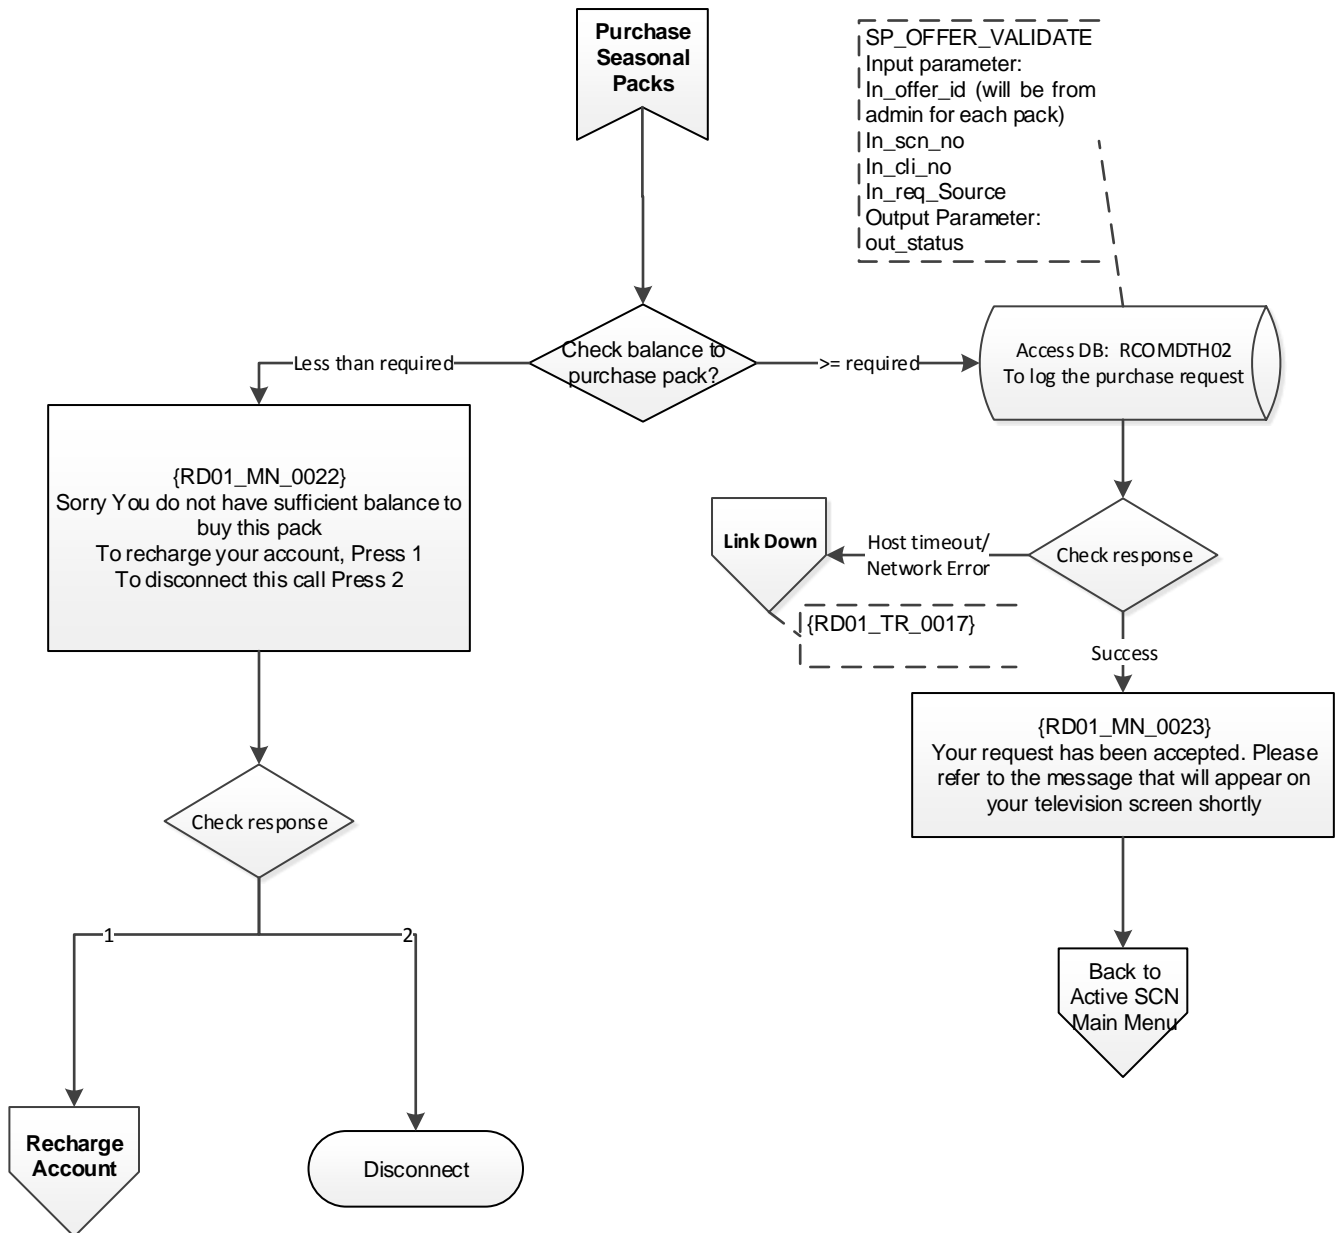 Purchase
Seasonal
Packs
SP_OFFER_VALIDATE
Input parameter:
In_offer_id (will be from
admin for each pack)
In_scn_no
In_cli_no
In_req_Source
Output Parameter:
out_status
Check balance to
purchase pack?
Less than required
>= required
Access DB: RCOMDTH02
To log the purchase request
{RD01_MN_0022}
Sorry You do not have sufficient balance to
buy this pack
To recharge your account, Press 1
To disconnect this call Press 2
Link Down
Host timeout/
Network Error
Check response
{RD01_TR_0017}
Success
{RD01_MN_0023}
Your request has been accepted. Please
refer to the message that will appear on
your television screen shortly
Check response
1
2
Back to
Active SCN
Main Menu
Recharge
Account
Disconnect